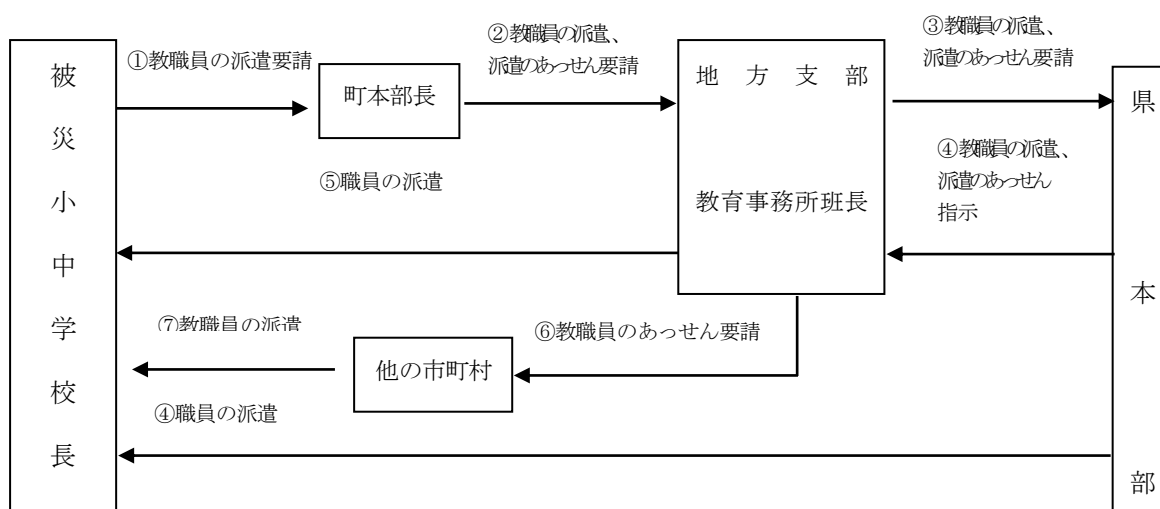 被災小中学校長
①教職員の派遣要請
町本部長
②教職員の派遣、
派遣のあっせん要請
地方支部
教育事務所班長
③教職員の派遣、
派遣のあっせん要請
県本部
④教職員の派遣、
派遣のあっせん
指示
⑤職員の派遣
⑥教職員のあっせん要請
他の市町村
⑦教職員の派遣
④職員の派遣